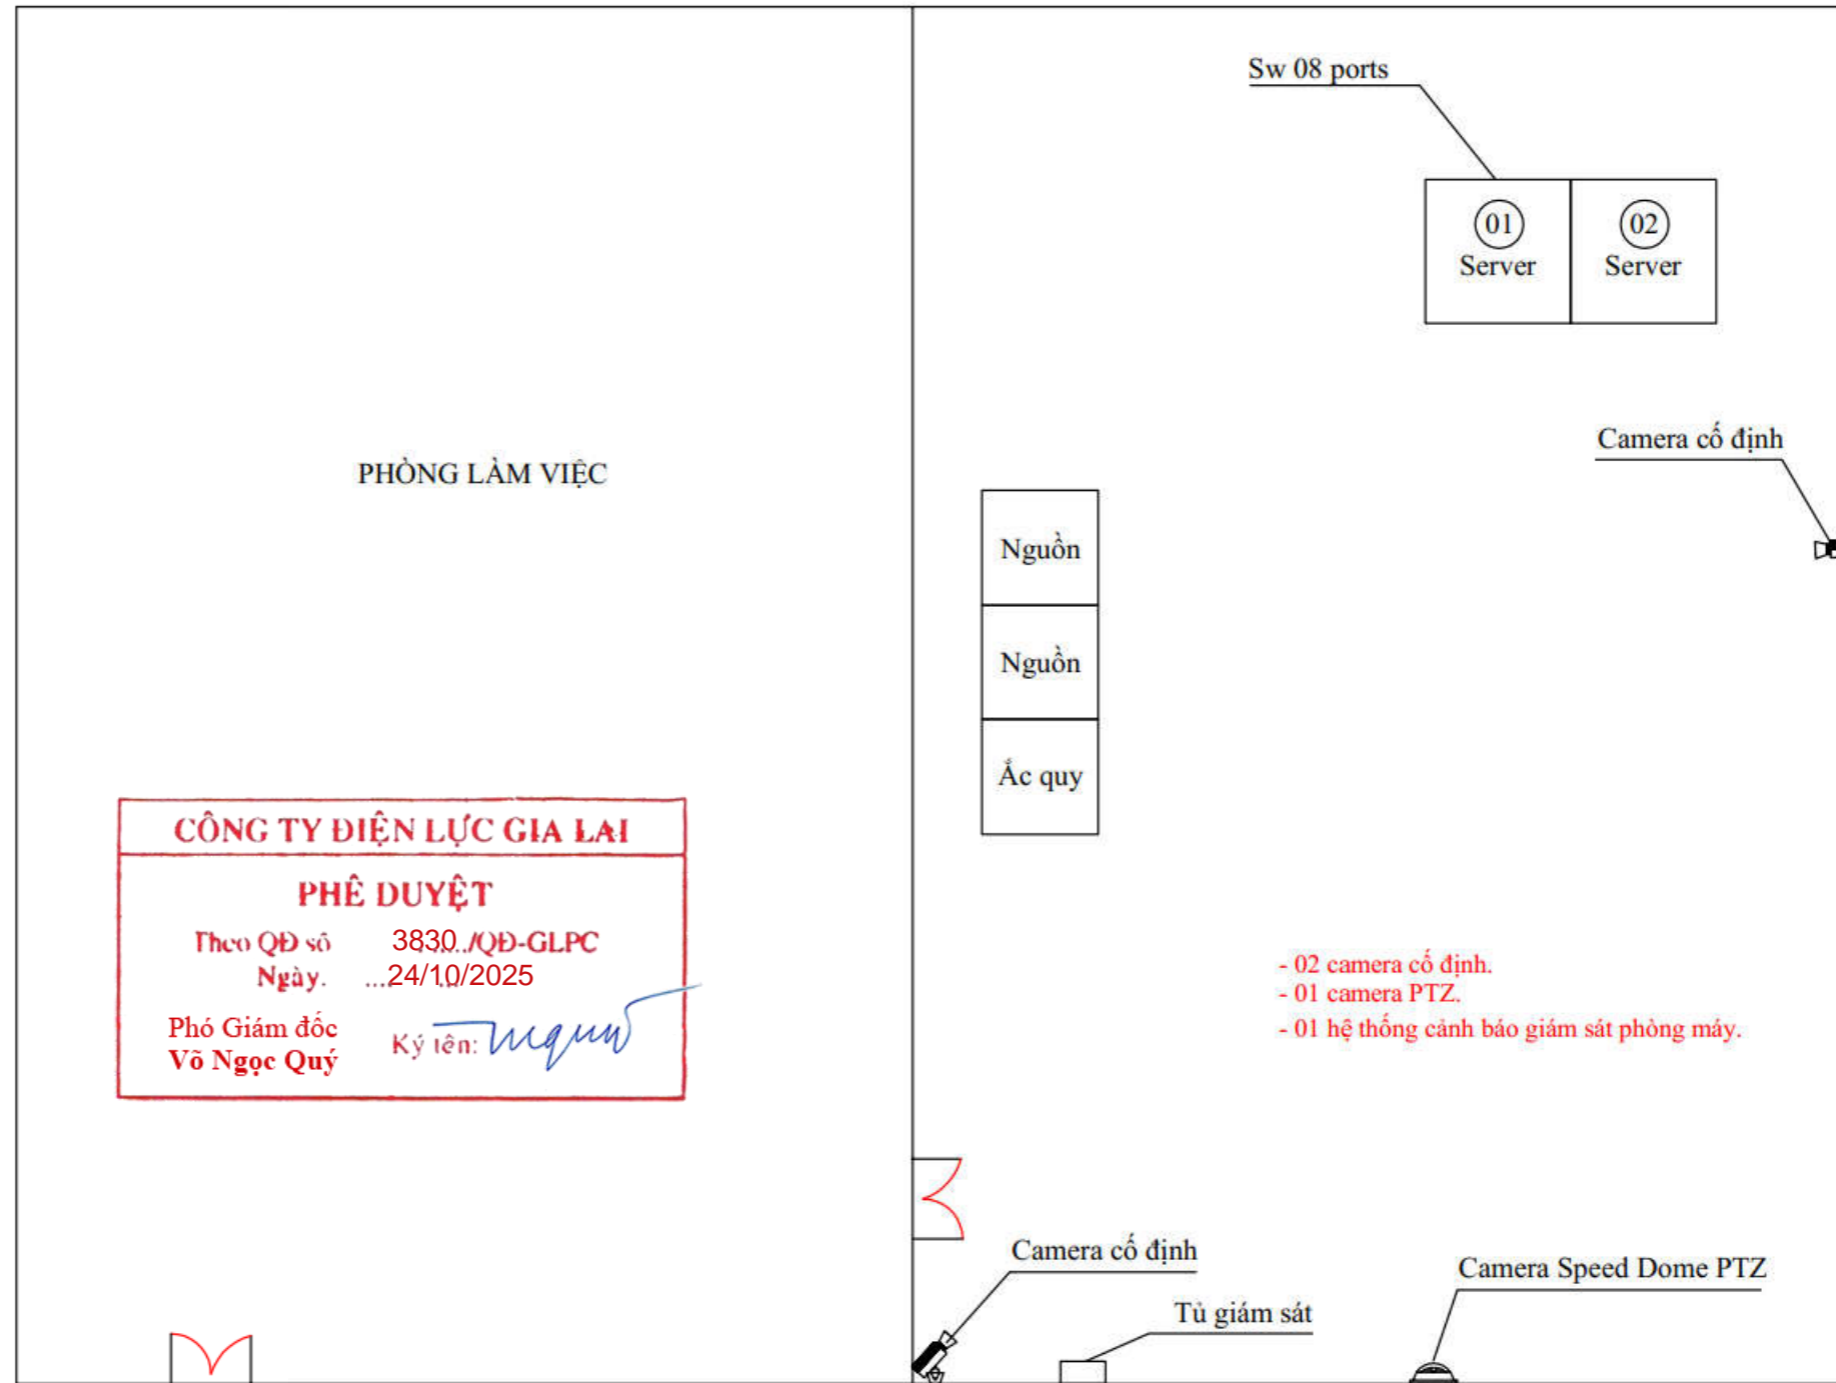 Sw 08 ports
01
Server
02
Server
Camera cố định
PHÒNG LÀM VIỆC
Nguồn
Nguồn
Ắc quy
CÔNG TY ĐIỆN LỰC GIA LAI
PHÊ DUYỆT
Theo QĐ số 3830../QĐ-GLPC
Ngày. ...24/10/2025
Phó Giám đốc
Võ Ngọc Quý
Ký tên:
- 02 camera cố định.
- 01 camera PTZ.
- 01 hệ thống cảnh báo giám sát phòng máy.
Camera cố định
Camera Speed Dome PTZ
Tủ giám sát